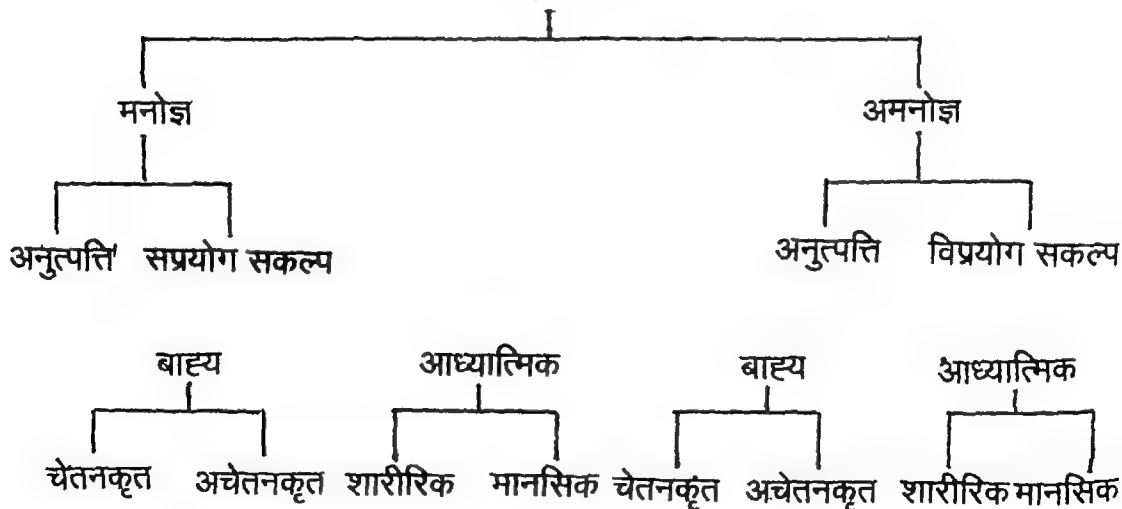 मनोज्ञ अमनोज्ञ
अनुत्पत्ति सप्रयोग सकल्प अनुत्पत्ति विप्रयोग सकल्प
बाह्य आध्यात्मिक बाह्य आध्यात्मिक
चेतनकृत अचेतनकृत शारीरिक मानसिक चेतनकृत अचेतनकृत शारीरिक मानसिक